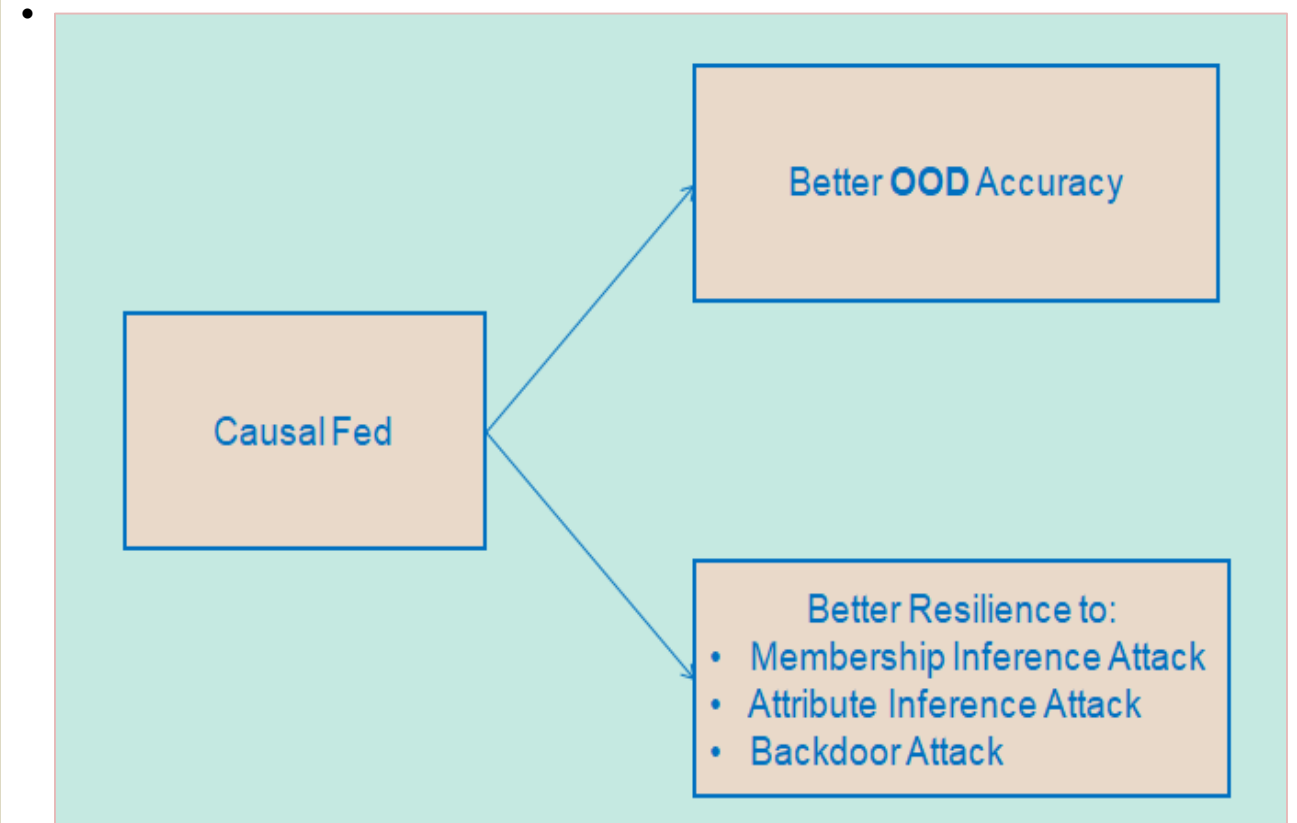 Better OOD Accuracy
Causal Fed
Better Resilience to:
• Membership Inference Attack
• Attribute Inference Attack
• Backdoor Attack